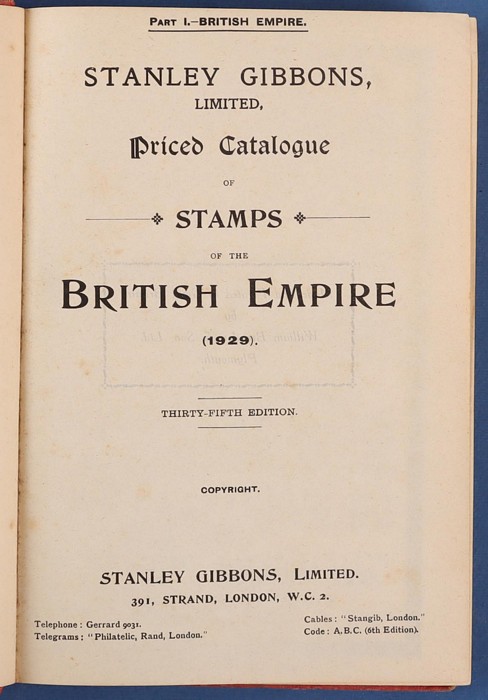 PART I.—BRITISH EMPIRE.
STANLEY GIBBONS,
LIMITED,
Priced Catalogue
OF
STAMPS
OF THE
BRITISH EMPIRE
(1929).
THIRTY-FIFTH EDITION.
COPYRIGHT.
STANLEY GIBBONS, LIMITED.
391, STRAND, LONDON, W.C. 2.
Telephone: Gerrard 9031.
Telegrams: "Philatelic, Rand, London."
Cables: "Stangib, London."
Code: A.B.C. (6th Edition).